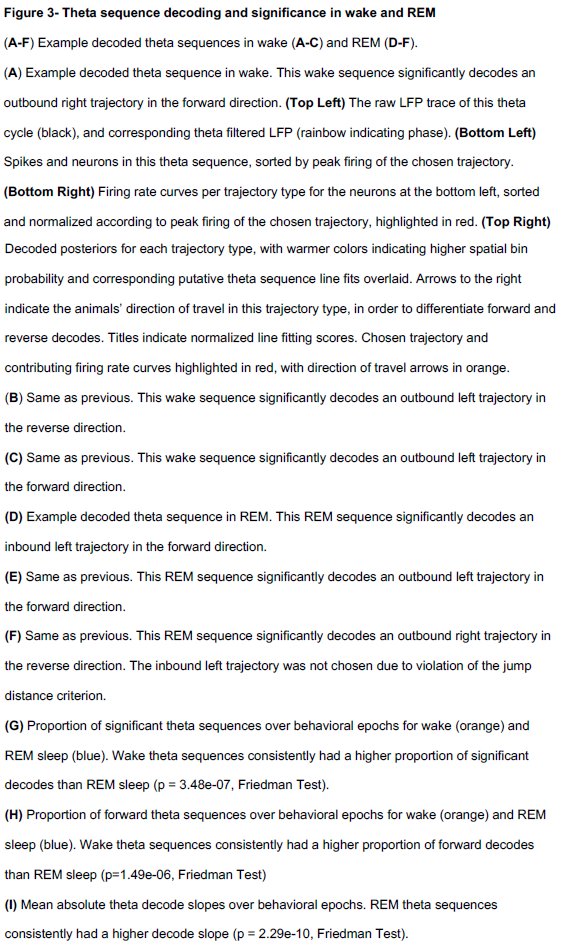 Figure 3- Theta sequence decoding and significance in wake and REM
(A-F) Example decoded theta sequences in wake (A-C) and REM (D-F).
(A) Example decoded theta sequence in wake. This wake sequence significantly decodes an
outbound right trajectory in the forward direction. (Top Left) The raw LFP trace of this theta
cycle (black), and corresponding theta filtered LFP (rainbow indicating phase). (Bottom Left)
Spikes and neurons in this theta sequence, sorted by peak firing of the chosen trajectory.
(Bottom Right) Firing rate curves per trajectory type for the neurons at the bottom left, sorted
and normalized according to peak firing of the chosen trajectory, highlighted in red. (Top Right)
Decoded posteriors for each trajectory type, with warmer colors indicating higher spatial bin
probability and corresponding putative theta sequence line fits overlaid. Arrows to the right
indicate the animals' direction of travel in this trajectory type, in order to differentiate forward and
reverse decodes. Titles indicate normalized line fitting scores. Chosen trajectory and
contributing firing rate curves highlighted in red, with direction of travel arrows in orange.
(B) Same as previous. This wake sequence significantly decodes an outbound left trajectory in
the reverse direction.
(C) Same as previous. This wake sequence significantly decodes an outbound left trajectory in
the forward direction.
(D) Example decoded theta sequence in REM. This REM sequence significantly decodes an
inbound left trajectory in the forward direction.
(E) Same as previous. This REM sequence significantly decodes an outbound left trajectory in
the forward direction.
(F) Same as previous. This REM sequence significantly decodes an outbound right trajectory in
the reverse direction. The inbound left trajectory was not chosen due to violation of the jump
distance criterion.
(G) Proportion of significant theta sequences over behavioral epochs for wake (orange) and
REM sleep (blue). Wake theta sequences consistently had a higher proportion of significant
decodes than REM sleep (p = 3.48e-07, Friedman Test).
(H) Proportion of forward theta sequences over behavioral epochs for wake (orange) and REM
sleep (blue). Wake theta sequences consistently had a higher proportion of forward decodes
than REM sleep (p=1.49e-06, Friedman Test)
(I) Mean absolute theta decode slopes over behavioral epochs. REM theta sequences
consistently had a higher decode slope (p = 2.29e-10, Friedman Test).